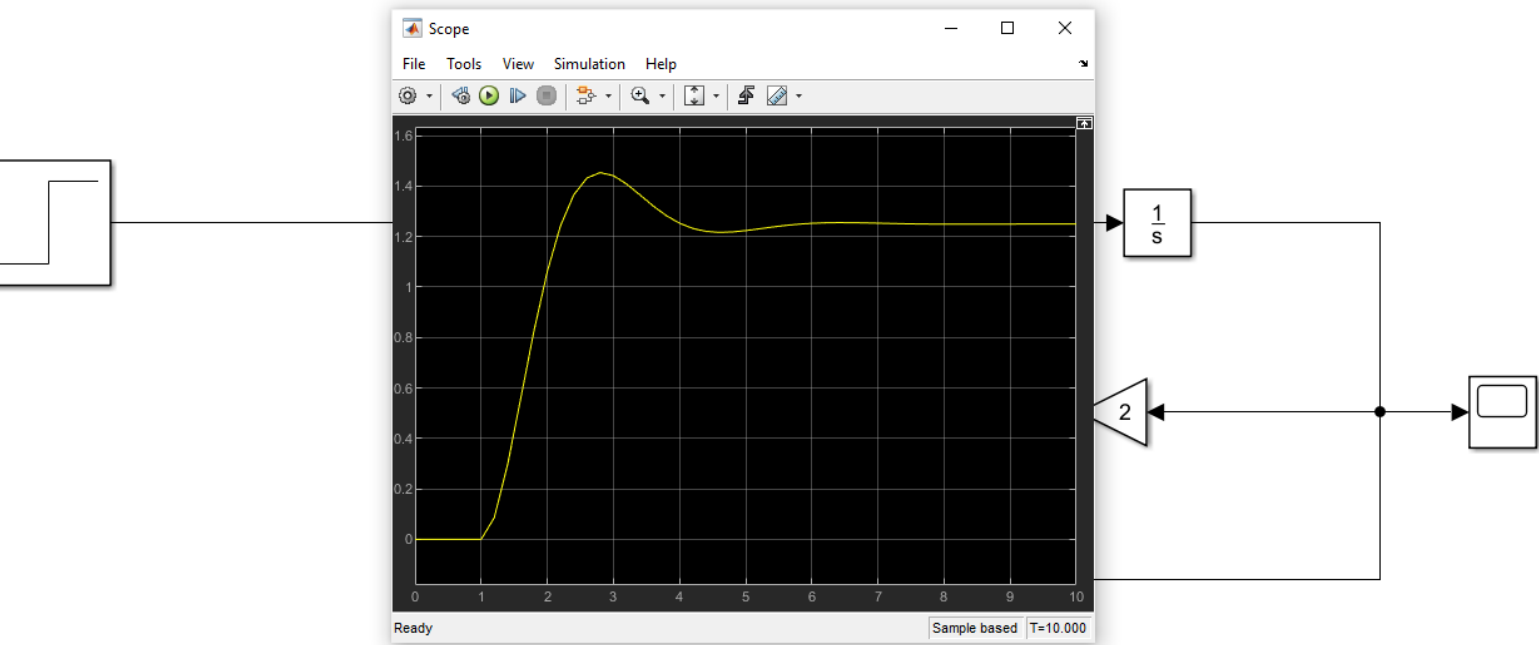 Scope
File Tools View Simulation Help
1.6
1.4
1.2
1
0.8
0.6
0.4
0.2
0
0 1 2 3 4 5 6 7 8 9 10
Ready Sample based T=10.000
1
s
2